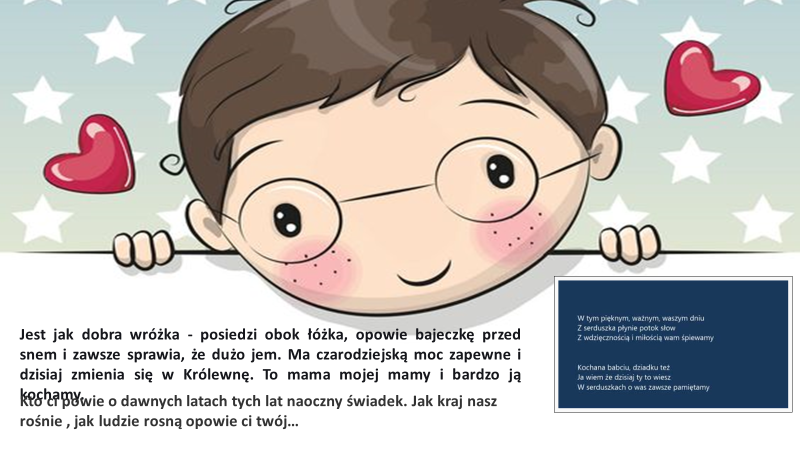 Jest jak dobra wróżka - posiedzi obok łóżka, opowie bajeczkę przed
snem i zawsze sprawia, że dużo jem. Ma czarodziejską moc zapewne i
dzisiaj zmienia się w Królewnę. To mama mojej mamy i bardzo ją
kochamy.
Kto ci powie o dawnych latach tych lat naoczny świadek. Jak kraj nasz
rośnie , jak ludzie rosną opowie ci twój…
W tym pięknym, ważnym, waszym dniu
Z serduszka płynie potok słow
Z wdzięcznością i miłością wam śpiewamy
Kochana babciu, dziadku też
Ja wiem że dzisiaj ty to wiesz
W serduszkach o was zawsze pamiętamy